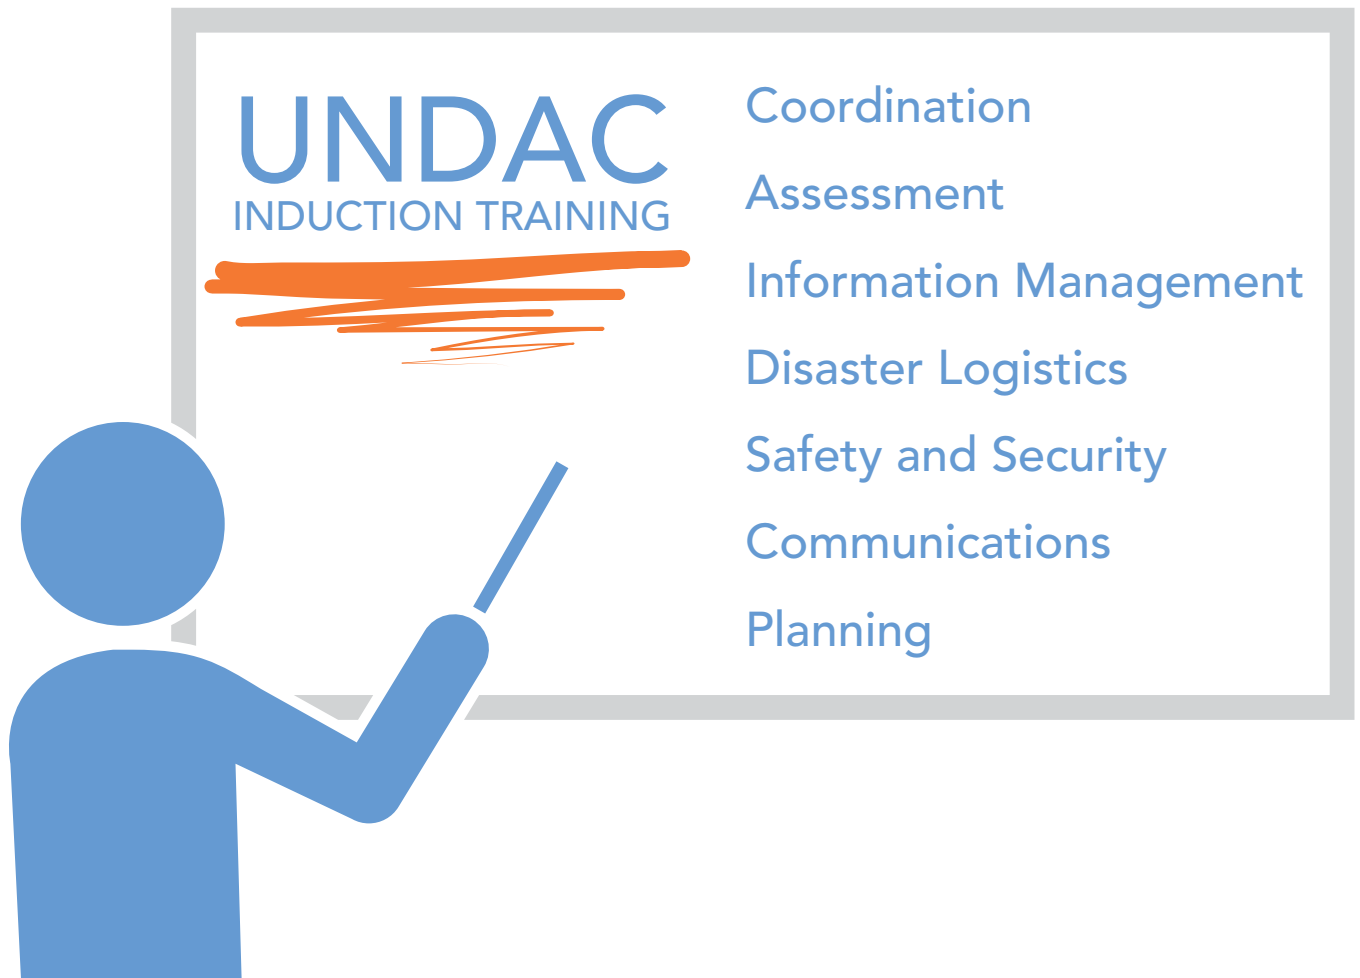 UNDAC
INDUCTION TRAINING
Coordination
Assessment
Information Management
Disaster Logistics
Safety and Security
Communications
Planning